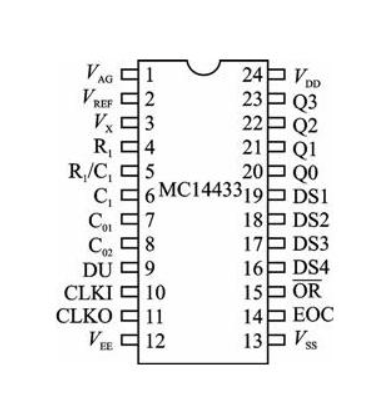 V_AG 1 24 V_DD
V_REF 2 23 Q3
V_X 3 22 Q2
R_1 4 21 Q1
R_1/C_1 5 20 Q0
C_1 6 MC14433 19 DS1
C_01 7 18 DS2
C_02 8 17 DS3
DU 9 16 DS4
CLKI 10 15 O̅R̅
CLKO 11 14 EOC
V_EE 12 13 V_SS